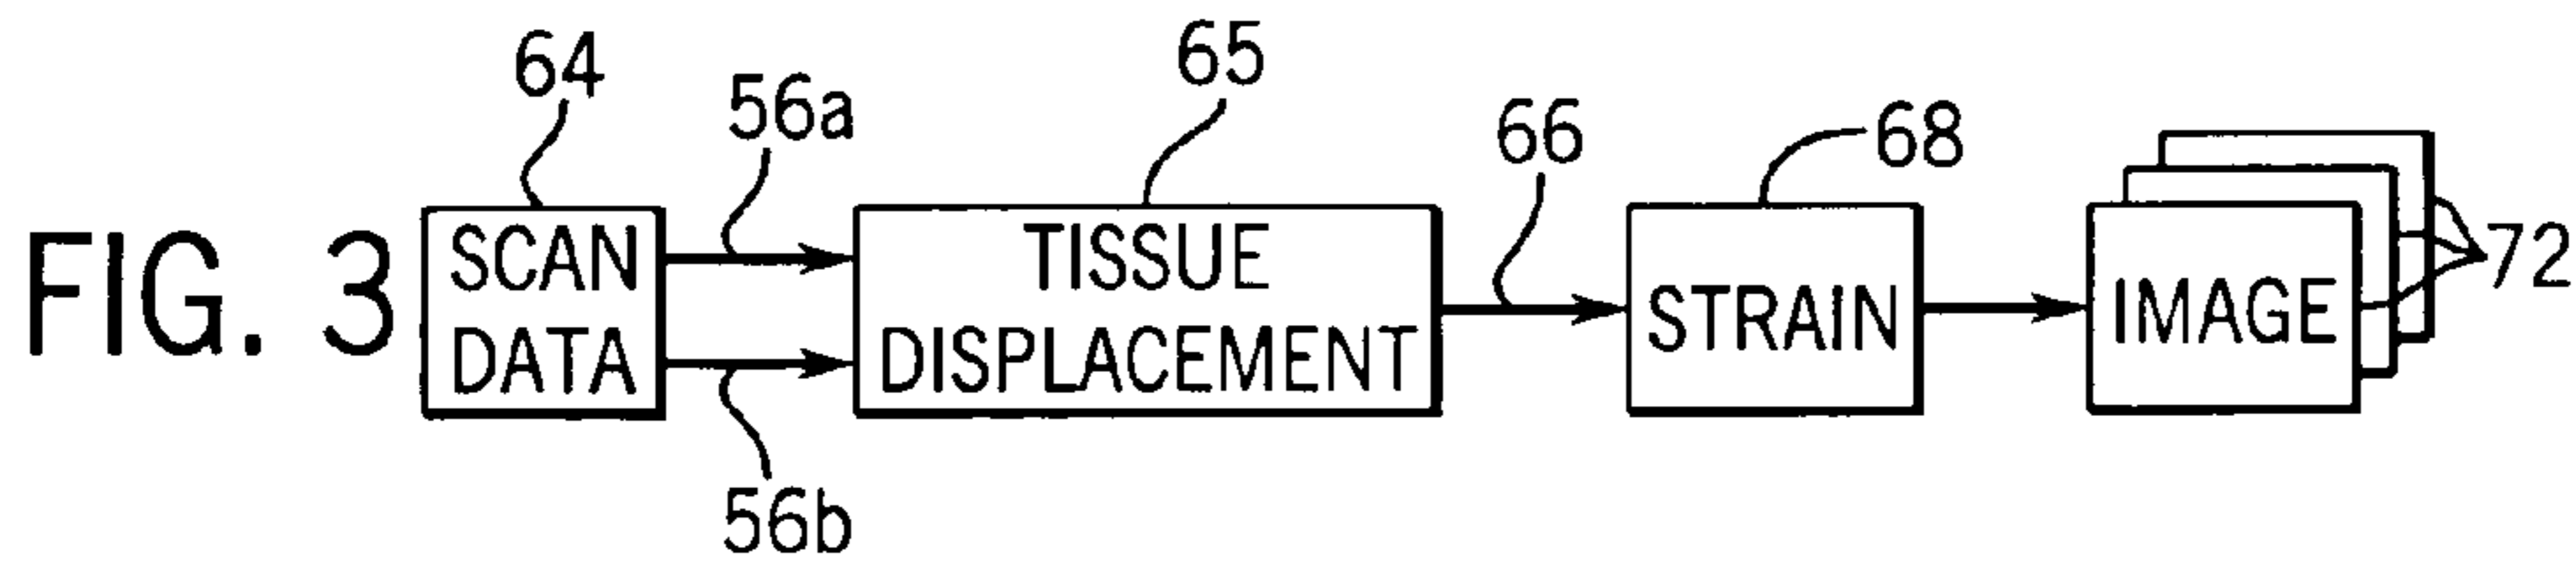 FIG. 3
64
56a
65
66
68
72
SCAN
DATA
TISSUE
DISPLACEMENT
STRAIN
IMAGE
56b